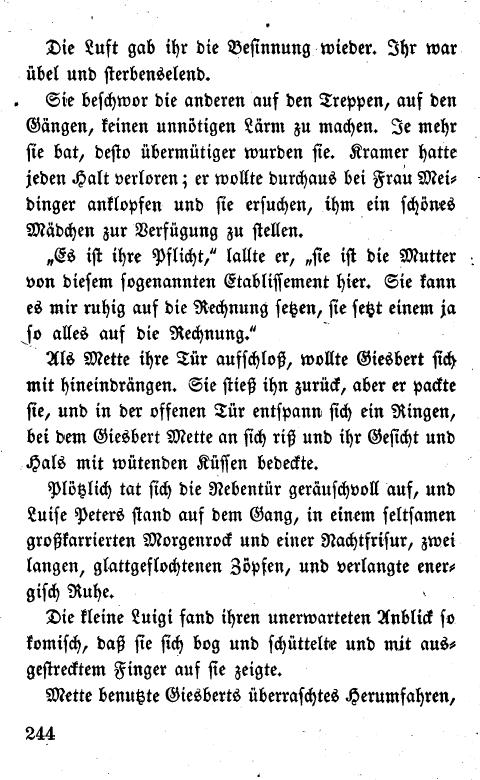 Die Luft gab ihr die Besinnung wieder. Ihr war
übel und sterbenselend.
Sie beschwor die anderen auf den Treppen, auf den
Gängen, keinen unnötigen Lärm zu machen. Je mehr
sie bat, desto übermütiger wurden sie. Kramer hatte
jeden Halt verloren; er wollte durchaus bei Frau Mei-
dinger anklopfen und sie ersuchen, ihm ein schönes
Mädchen zur Verfügung zu stellen.
„Es ist ihre Pflicht,“ lallte er, „sie ist die Mutter
von diesem sogenannten Etablissement hier. Sie kann
es mir ruhig auf die Rechnung setzen, sie setzt einem ja
so alles auf die Rechnung.“
Als Mette ihre Tür aufschloß, wollte Giesbert sich
mit hineindrängen. Sie stieß ihn zurück, aber er packte
sie, und in der offenen Tür entspann sich ein Ringen,
bei dem Giesbert Mette an sich riß und ihr Gesicht und
Hals mit wütenden Küssen bedeckte.
Plötzlich tat sich die Nebentür geräuschvoll auf, und
Luise Peters stand auf dem Gang, in einem seltsamen
großkarrierten Morgenrock und einer Nachtfrisur, zwei
langen, glattgeflochtenen Zöpfen, und verlangte ener-
gisch Ruhe.
Die kleine Luigi fand ihren unerwarteten Anblick so
komisch, daß sie sich bog und schüttelte und mit aus-
gestrecktem Finger auf sie zeigte.
Mette benutzte Giesberts überraschtes Herumfahren,
244